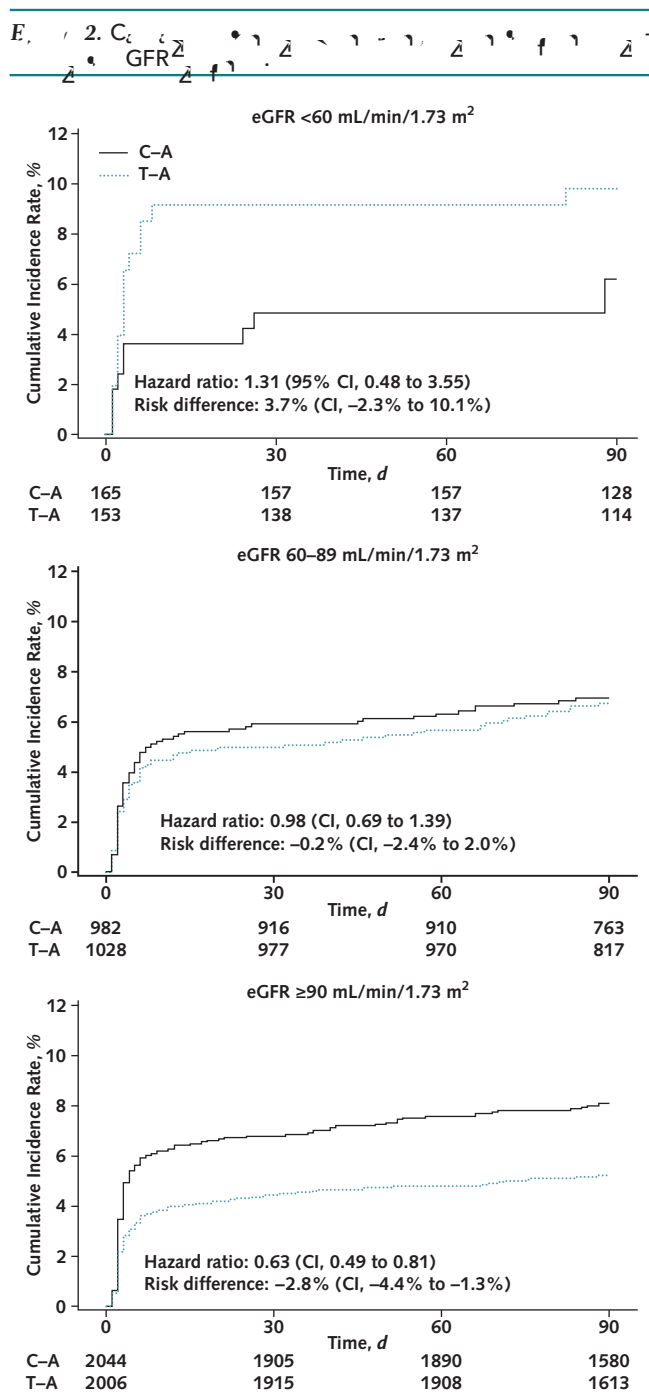 2.
GFR
eGFR <60 mL/min/1.73 m²
12
C–A
T–A
10
8
6
4
2
0
Cumulative Incidence Rate, %
Hazard ratio: 1.31 (95% CI, 0.48 to 3.55)
Risk difference: 3.7% (CI, –2.3% to 10.1%)
0 30 60 90
Time, d
C–A 165 157 157 128
T–A 153 138 137 114
eGFR 60–89 mL/min/1.73 m²
12
10
8
6
4
2
0
Cumulative Incidence Rate, %
Hazard ratio: 0.98 (CI, 0.69 to 1.39)
Risk difference: –0.2% (CI, –2.4% to 2.0%)
0 30 60 90
Time, d
C–A 982 916 910 763
T–A 1028 977 970 817
eGFR ≥90 mL/min/1.73 m²
12
10
8
6
4
2
0
Cumulative Incidence Rate, %
Hazard ratio: 0.63 (CI, 0.49 to 0.81)
Risk difference: –2.8% (CI, –4.4% to –1.3%)
0 30 60 90
Time, d
C–A 2044 1905 1890 1580
T–A 2006 1915 1908 1613